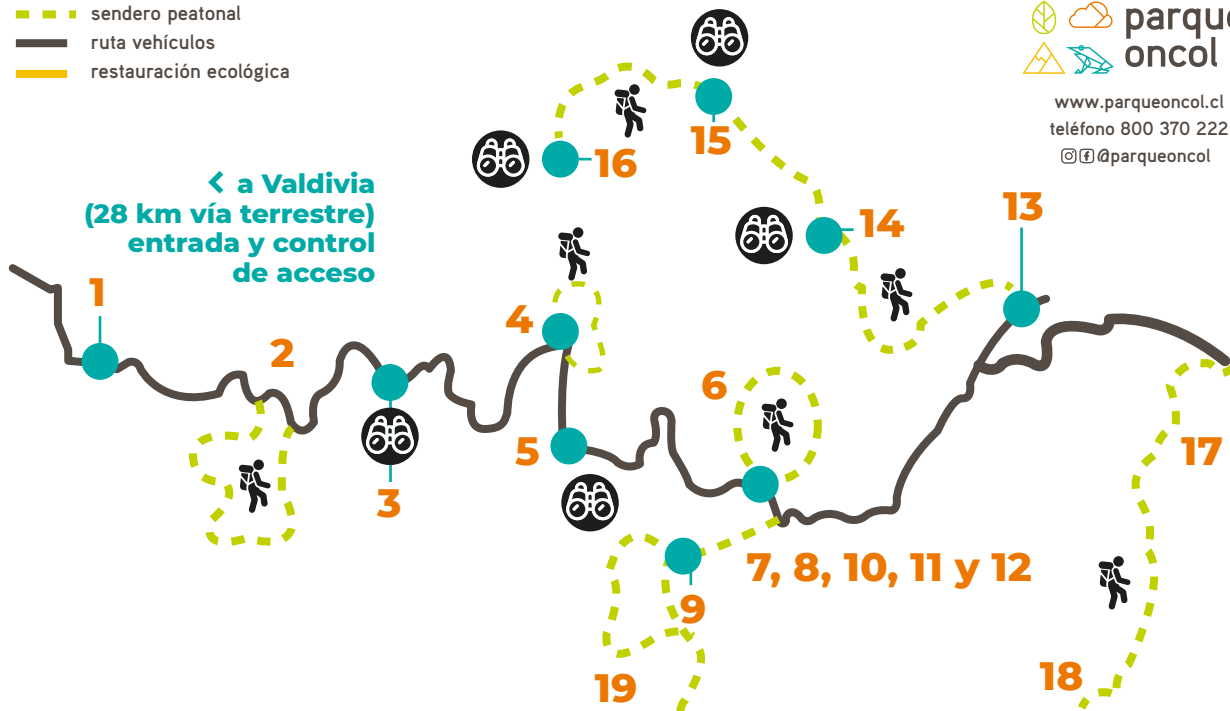 sendero peatonal
ruta vehículos
restauración ecológica
parque
oncol
www.parqueoncol.cl
teléfono 800 370 222
@parqueoncol
< a Valdivia
(28 km vía terrestre)
entrada y control
de acceso
15
16
14
13
1
2
4
3
5
6
7, 8, 10, 11 y 12
9
19
17
18